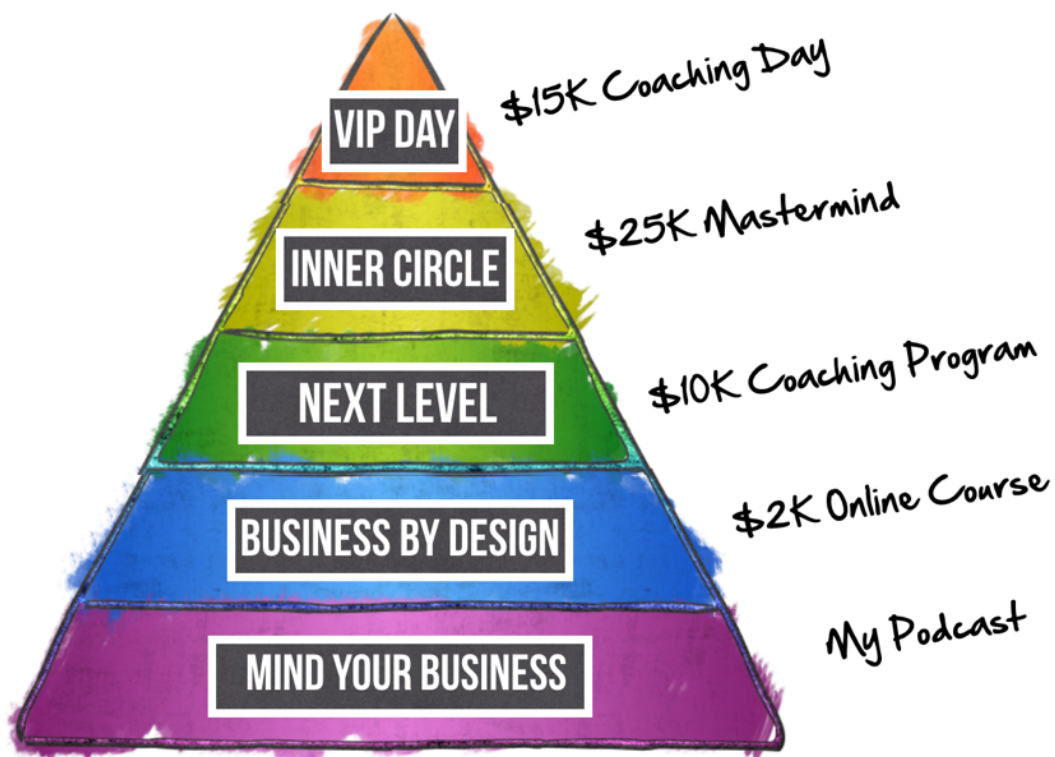 $15K Coaching Day
VIP DAY
$25K Mastermind
INNER CIRCLE
$10K Coaching Program
NEXT LEVEL
$2K Online Course
BUSINESS BY DESIGN
My Podcast
MIND YOUR BUSINESS